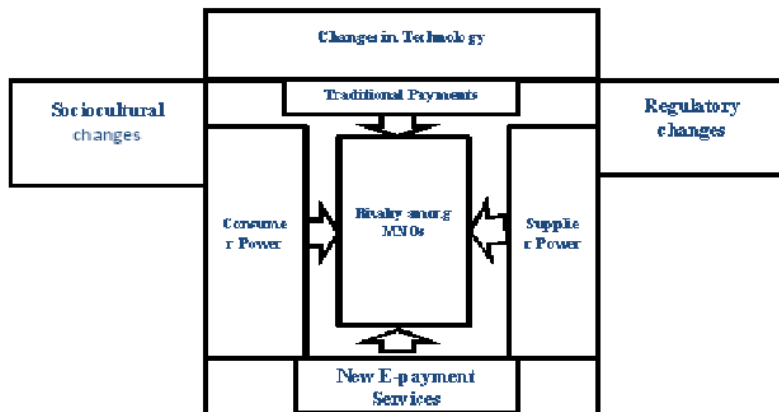 Changes in Technology
Traditional Payments
Sociocultural
changes
Regulatory
changes
Consume
r Power
Rivalry among
MNOs
Supplie
r Power
New E-payment
Services